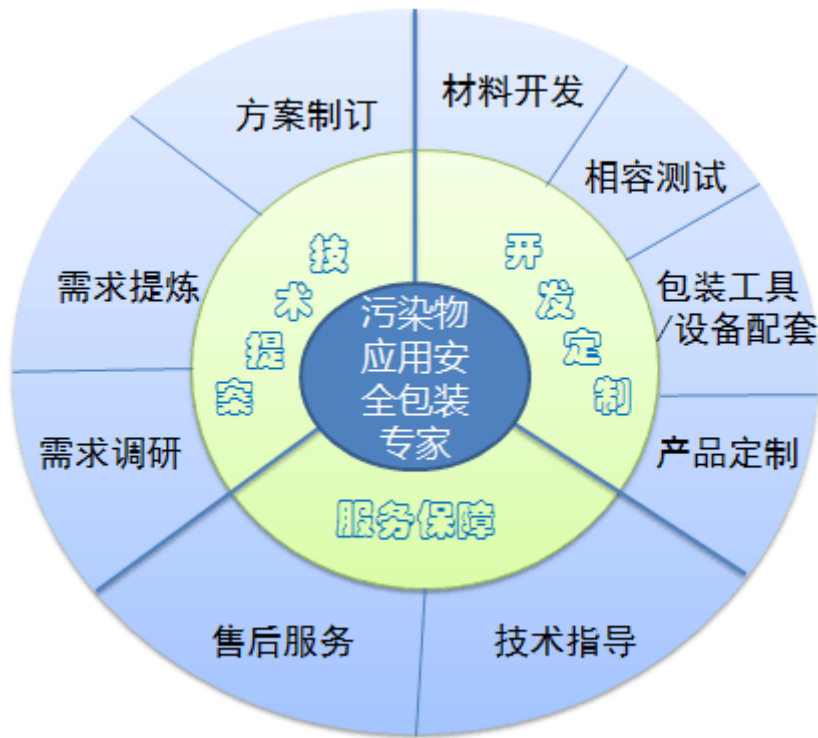 方案制订
材料开发
相容测试
包装工具
/设备配套
产品定制
技术指导
售后服务
需求调研
需求提炼
技术提案
开发定制
服务保障
污染物
应用安
全包装
专家